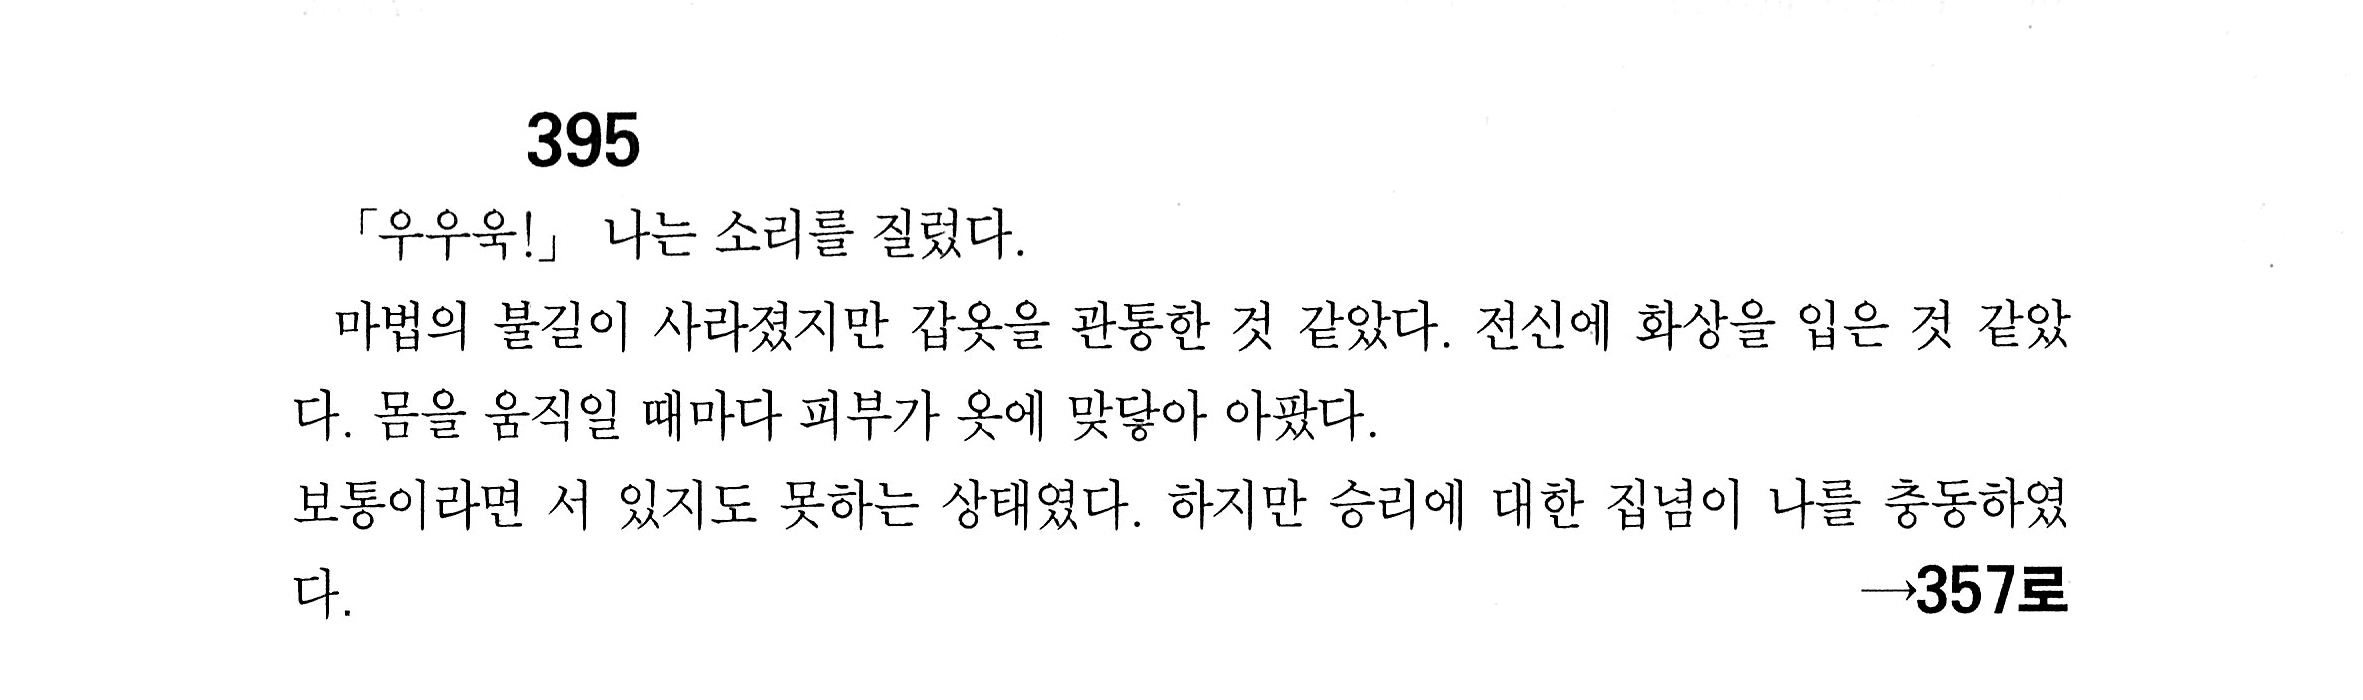 395
「우우욱!」 나는 소리를 질렀다.
마법의 불길이 사라졌지만 갑옷을 관통한 것 같았다. 전신에 화상을 입은 것 같았
다. 몸을 움직일 때마다 피부가 옷에 맞닿아 아팠다.
보통이라면 서 있지도 못하는 상태였다. 하지만 승리에 대한 집념이 나를 충동하였
다. →357로